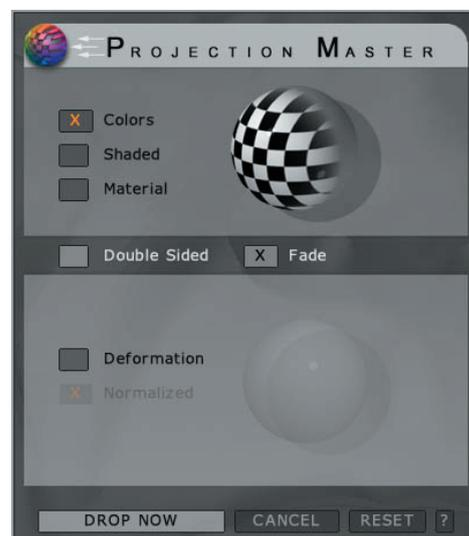 PROJECTION MASTER
X Colors
Shaded
Material
Double Sided X Fade
Deformation
X Normalized
DROP NOW CANCEL RESET ?